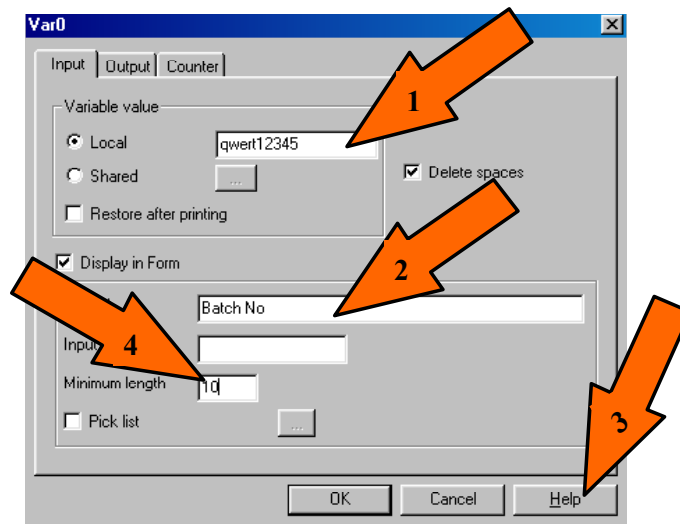 Var0
Input Output Counter
1
Variable value
Local qwert12345
Shared ... Delete spaces
Restore after printing
2
Display in Form
Batch No
4
Input
Minimum length 10
Pick list ...
3
OK Cancel Help